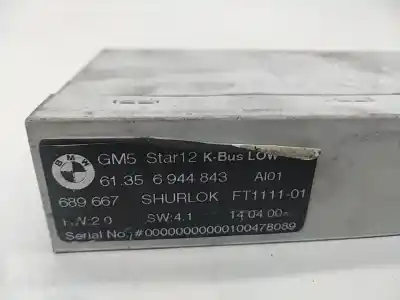 BMW
GM5 Star12 K-Bus LOW
61.35 6 944 843 AI01
689 667 SHURLOK FT1111-01
HW:2.0 SW:4.1 14.04.00
Serial No.:#00000000000100478089